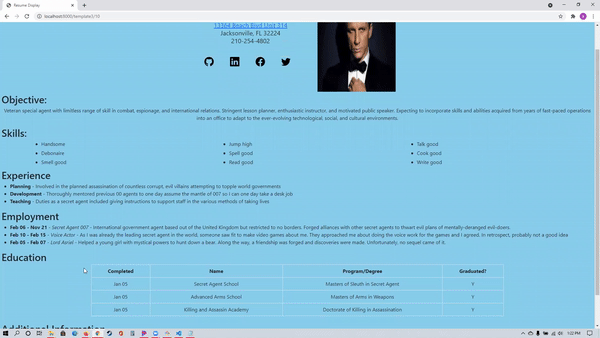 Resume Display
localhost:9000/template3/10
13164 Beach Blvd Unit 214
Jacksonville, FL 32224
210-254-4802
Objective:
Veteran special agent with limitless range of skill in combat, espionage, and international relations. Stringent lesson planner, enthusiastic instructor, and motivated public speaker. Expecting to incorporate skills and abilities acquired from years of fast-paced operations
into an office to adapt to the ever-evolving technological, social, and cultural environments.
Skills:
Handsome
Jump high
Talk good
Debonaire
Spell good
Cook good
Smell good
Read good
Write good
Experience
Planning - Involved in the planned assassination of countless corrupt, evil villains attempting to topple world governments
Development - Thoroughly mentored previous 00 agents to one day assume the mantle of 007 so I can one day take a desk job
Teaching - Duties as a secret agent included giving instructions to support staff in the various methods of taking lives
Employment
Feb 06 - Nov 21 - Secret Agent 007 - International government agent based out of the United Kingdom but restricted to no borders. Forged alliances with other secret agents to thwart evil plans of mentally-deranged evil-doers
Feb 10 - Feb 15 - Voice Actor - As I was already the leading secret agent in the world, someone saw fit to make video games about me. They approached me about doing the voice work for the games and I agreed. In retrospect, probably not a good idea
Feb 05 - Feb 07 - Lord Asriel - Helped a young girl with mystical powers to hunt down a bear. Along the way, a friendship was forged and discoveries were made. Unfortunately, no sequel came of it.
Education
Completed Name Program/Degree Graduated?
Jan 05 Secret Agent School Masters of Sleuth in Secret Agent Y
Jan 05 Advanced Arms School Masters of Arms in Weapons Y
Jan 05 Killing and Assassin Academy Doctorate of Killing in Assassination Y
Additional Information
1:22 PM